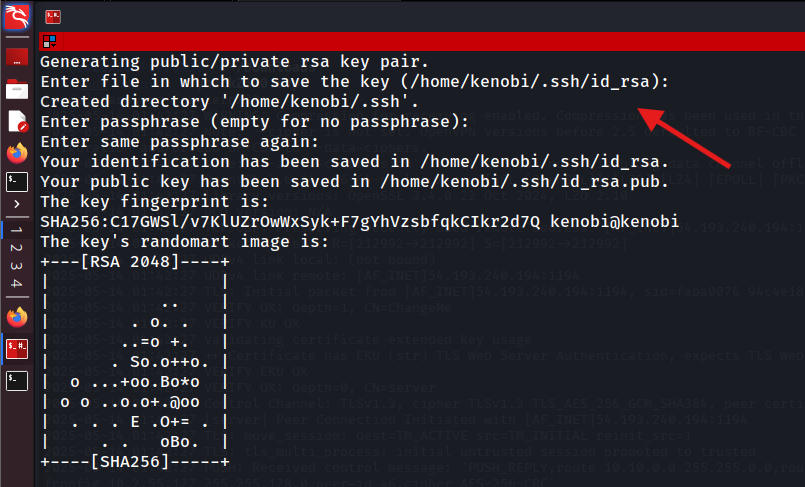 Generating public/private rsa key pair.
Enter file in which to save the key (/home/kenobi/.ssh/id_rsa):
Created directory '/home/kenobi/.ssh'.
Enter passphrase (empty for no passphrase):
Enter same passphrase again:
Your identification has been saved in /home/kenobi/.ssh/id_rsa.
Your public key has been saved in /home/kenobi/.ssh/id_rsa.pub.
The key fingerprint is:
SHA256:C17GWSl/v7KlUZrOwWxSyk+F7gYhVzsbfqkCIkr2d7Q kenobi@kenobi
The key's randomart image is:
+---[RSA 2048]----+
|                 |
|           ..    |
|        . o. .   |
|       ..=o +.   |
|      . So.o++o. |
|  o ...+oo.Bo*o  |
| o o ..o.o+.@oo  |
|  . . . E .O+= . |
|     . .   oBo.  |
+----[SHA256]-----+
1
2
3
4